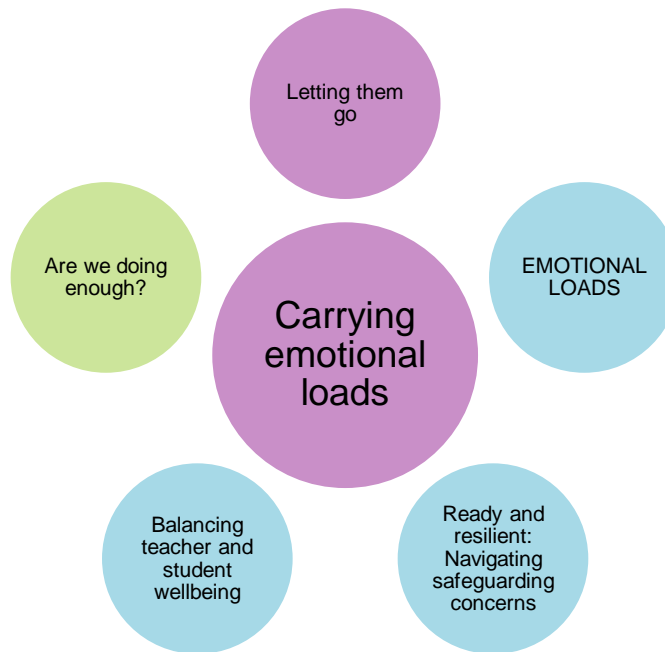 Letting them
go
Are we doing
enough?
EMOTIONAL
LOADS
Carrying
emotional
loads
Balancing
teacher and
student
wellbeing
Ready and
resilient:
Navigating
safeguarding
concerns